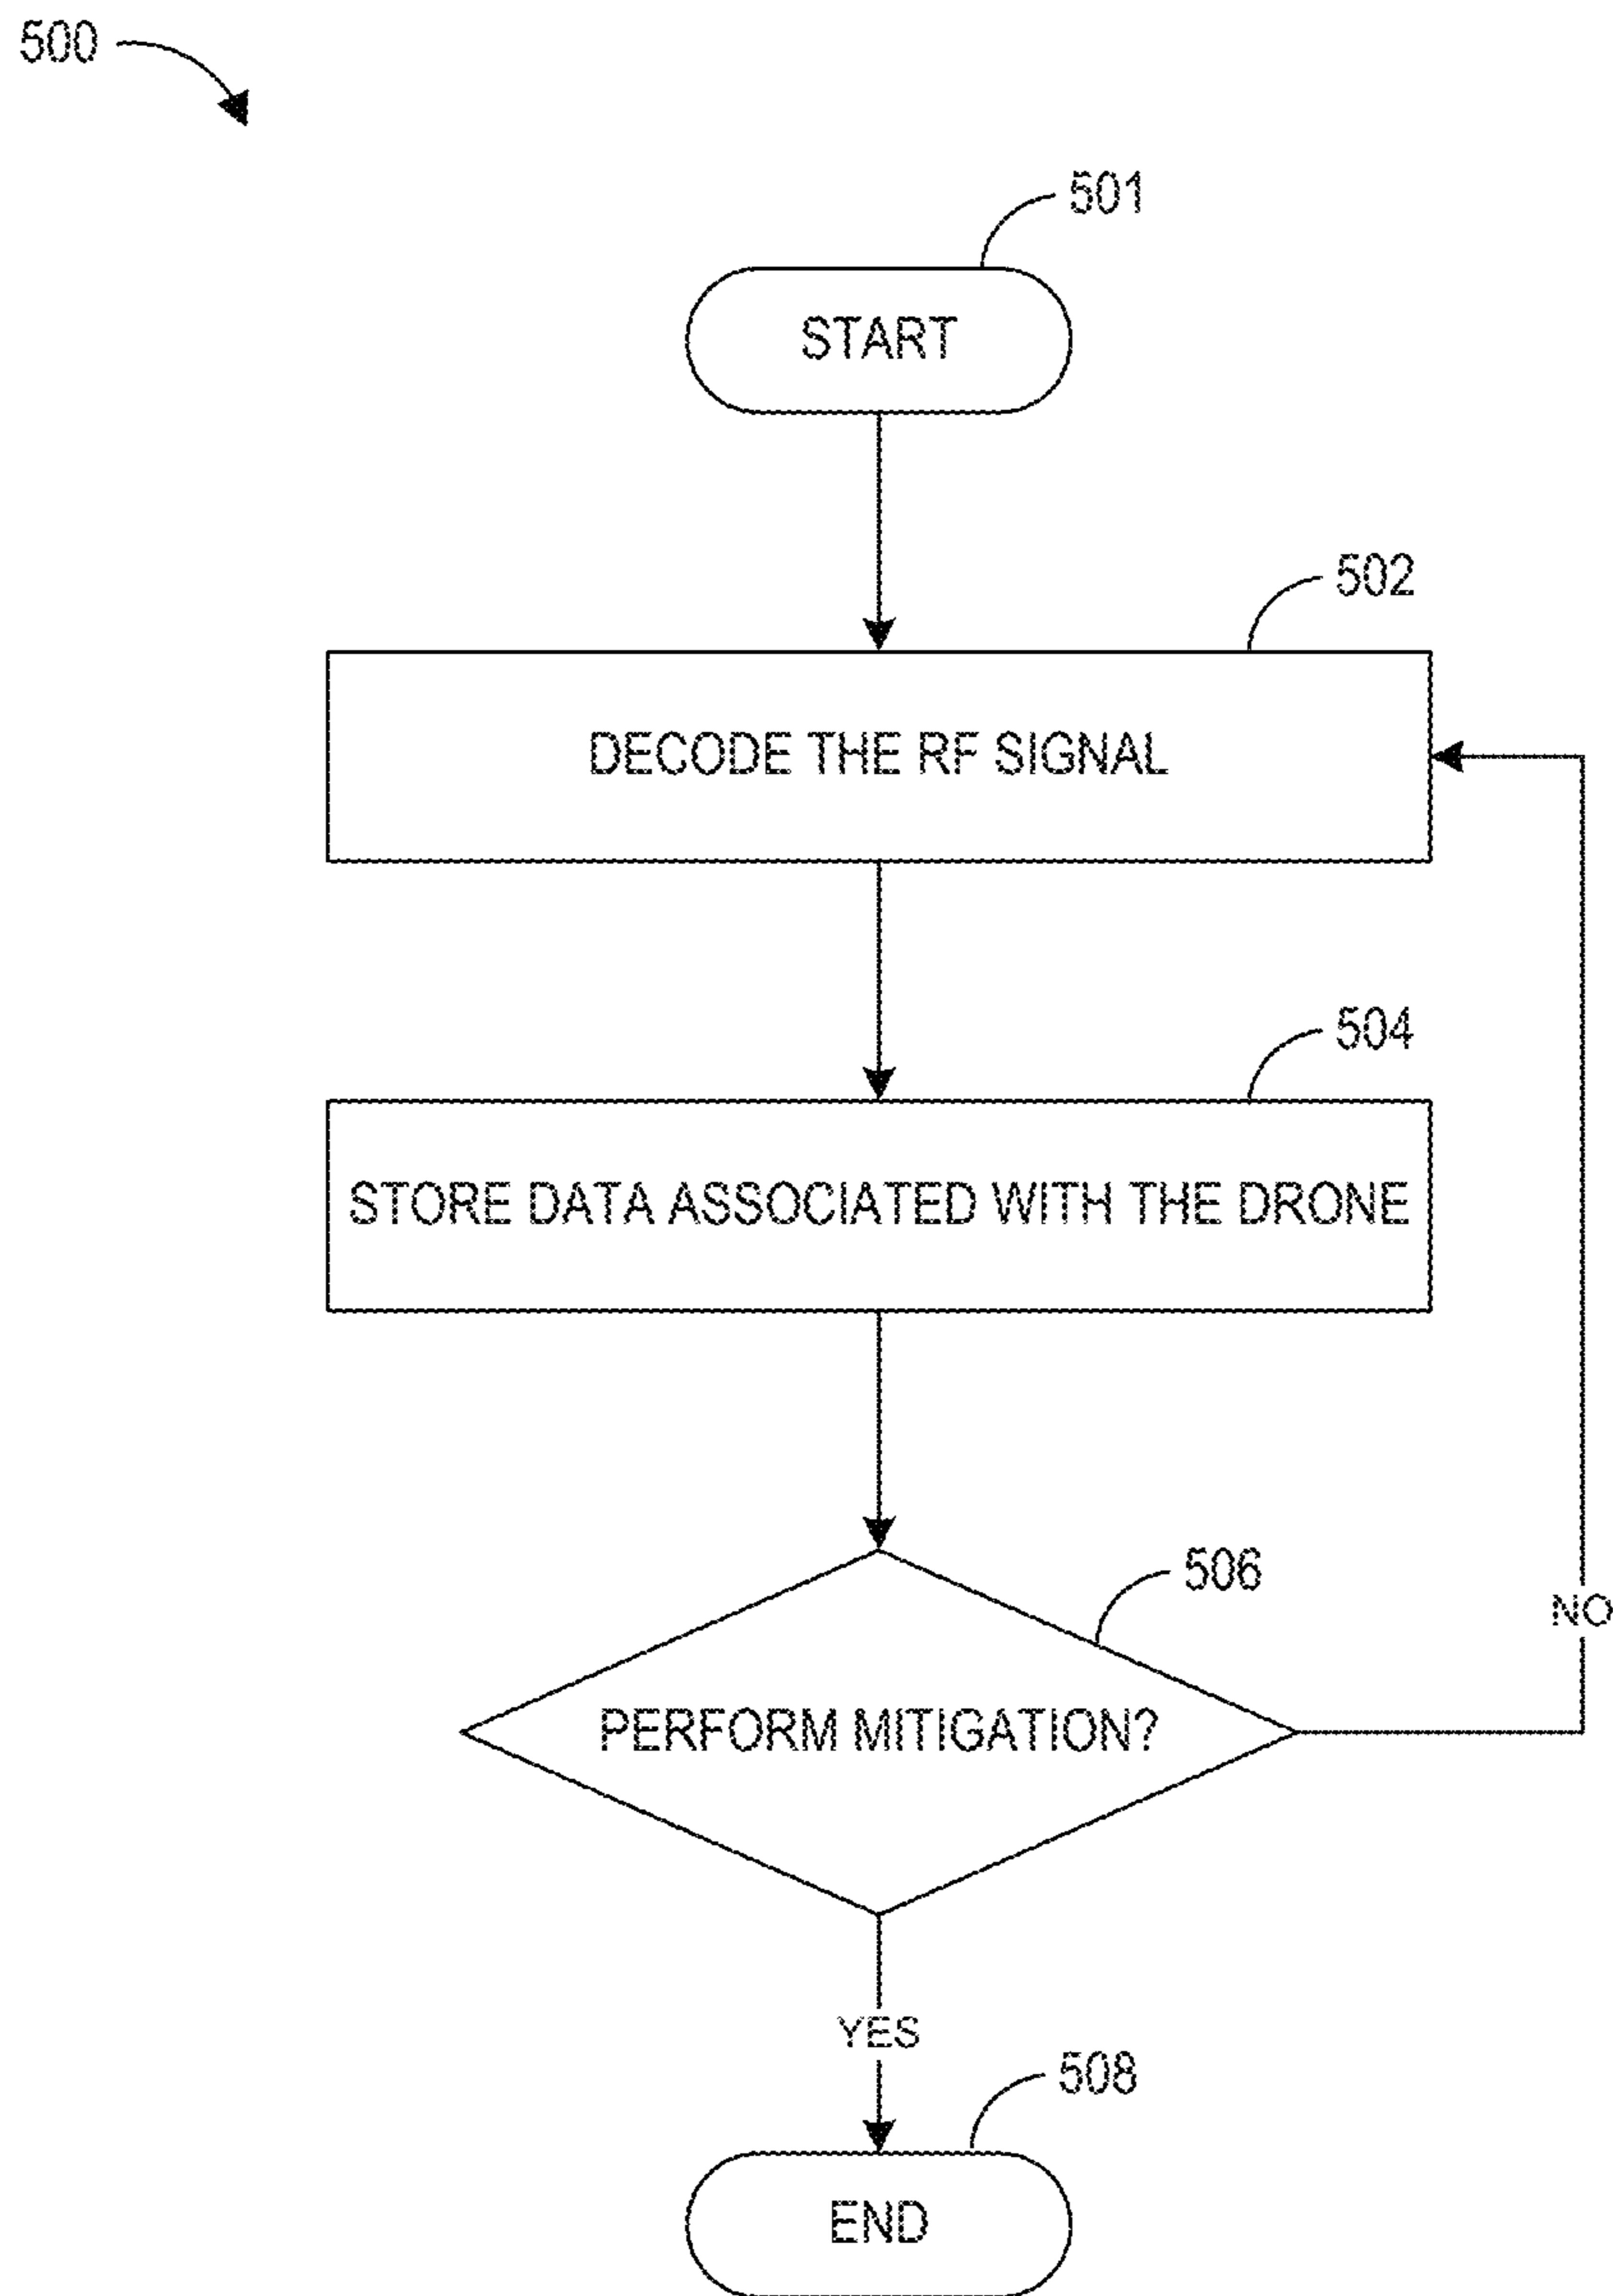 500
501
START
502
DECODE THE RF SIGNAL
504
STORE DATA ASSOCIATED WITH THE DRONE
506
NO
PERFORM MITIGATION?
YES
508
END